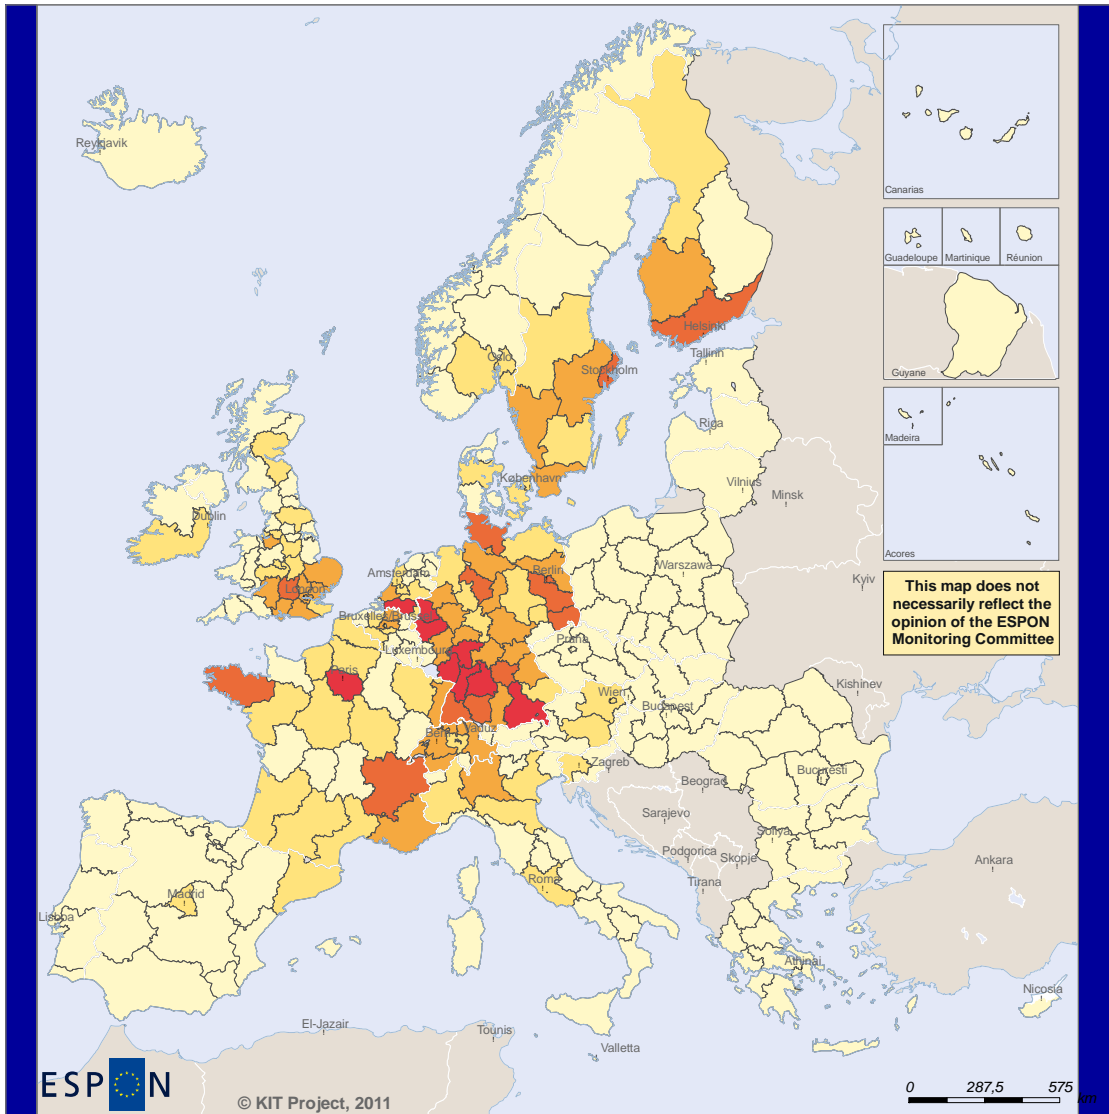 Reykjavik
Canarias
Guadeloupe
Martinique
Réunion
Helsinki
Oslo
Tallinn
Stockholm
Guyane
Madeira
Riga
København
Vilnius
Minsk
Dublin
Acores
Warszawa
Berlin
Amsterdam
London
Kyiv
This map does not
necessarily reflect the
opinion of the ESPON
Monitoring Committee
Bruxelles/Brussel
Praha
Luxembourg
Paris
Kishinev
Wien
Budapest
Bern
Vaduz
Zagreb
Beograd
Bucuresti
Sarajevo
Sofiya
Podgorica
Skopje
Ankara
Tirana
Roma
Madrid
Lisboa
Athinai
Nicosia
El-Jazair
Tounis
Valletta
ESPON
© KIT Project, 2011
0 287,5 575
km